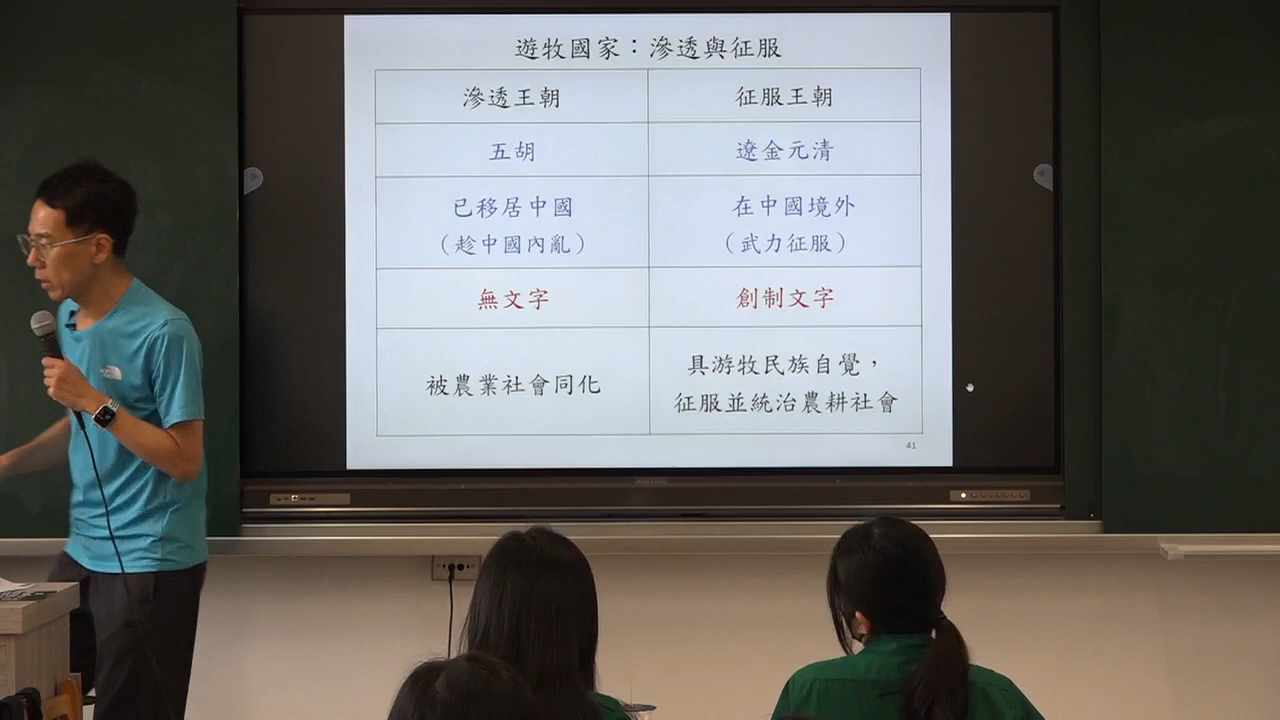 遊牧國家：滲透與征服
滲透王朝
征服王朝
五胡
遼金元清
已移居中國
（趁中國內亂）
在中國境外
（武力征服）
無文字
創制文字
被農業社會同化
具游牧民族自覺，
征服並統治農耕社會
41